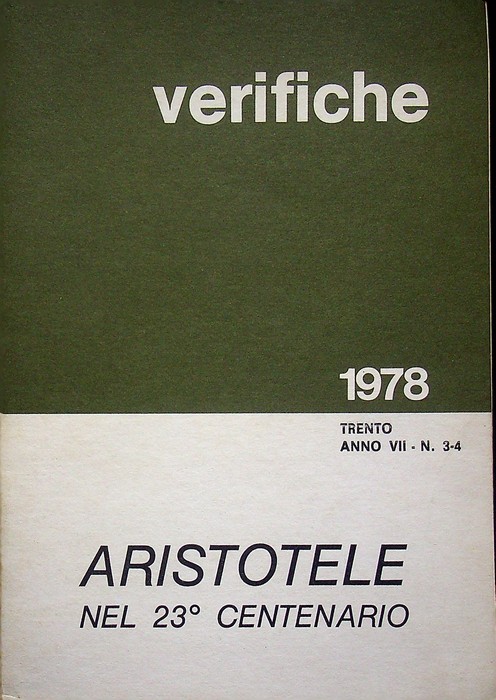 verifiche
1978
TRENTO
ANNO VII - N. 3-4
ARISTOTELE
NEL 23° CENTENARIO